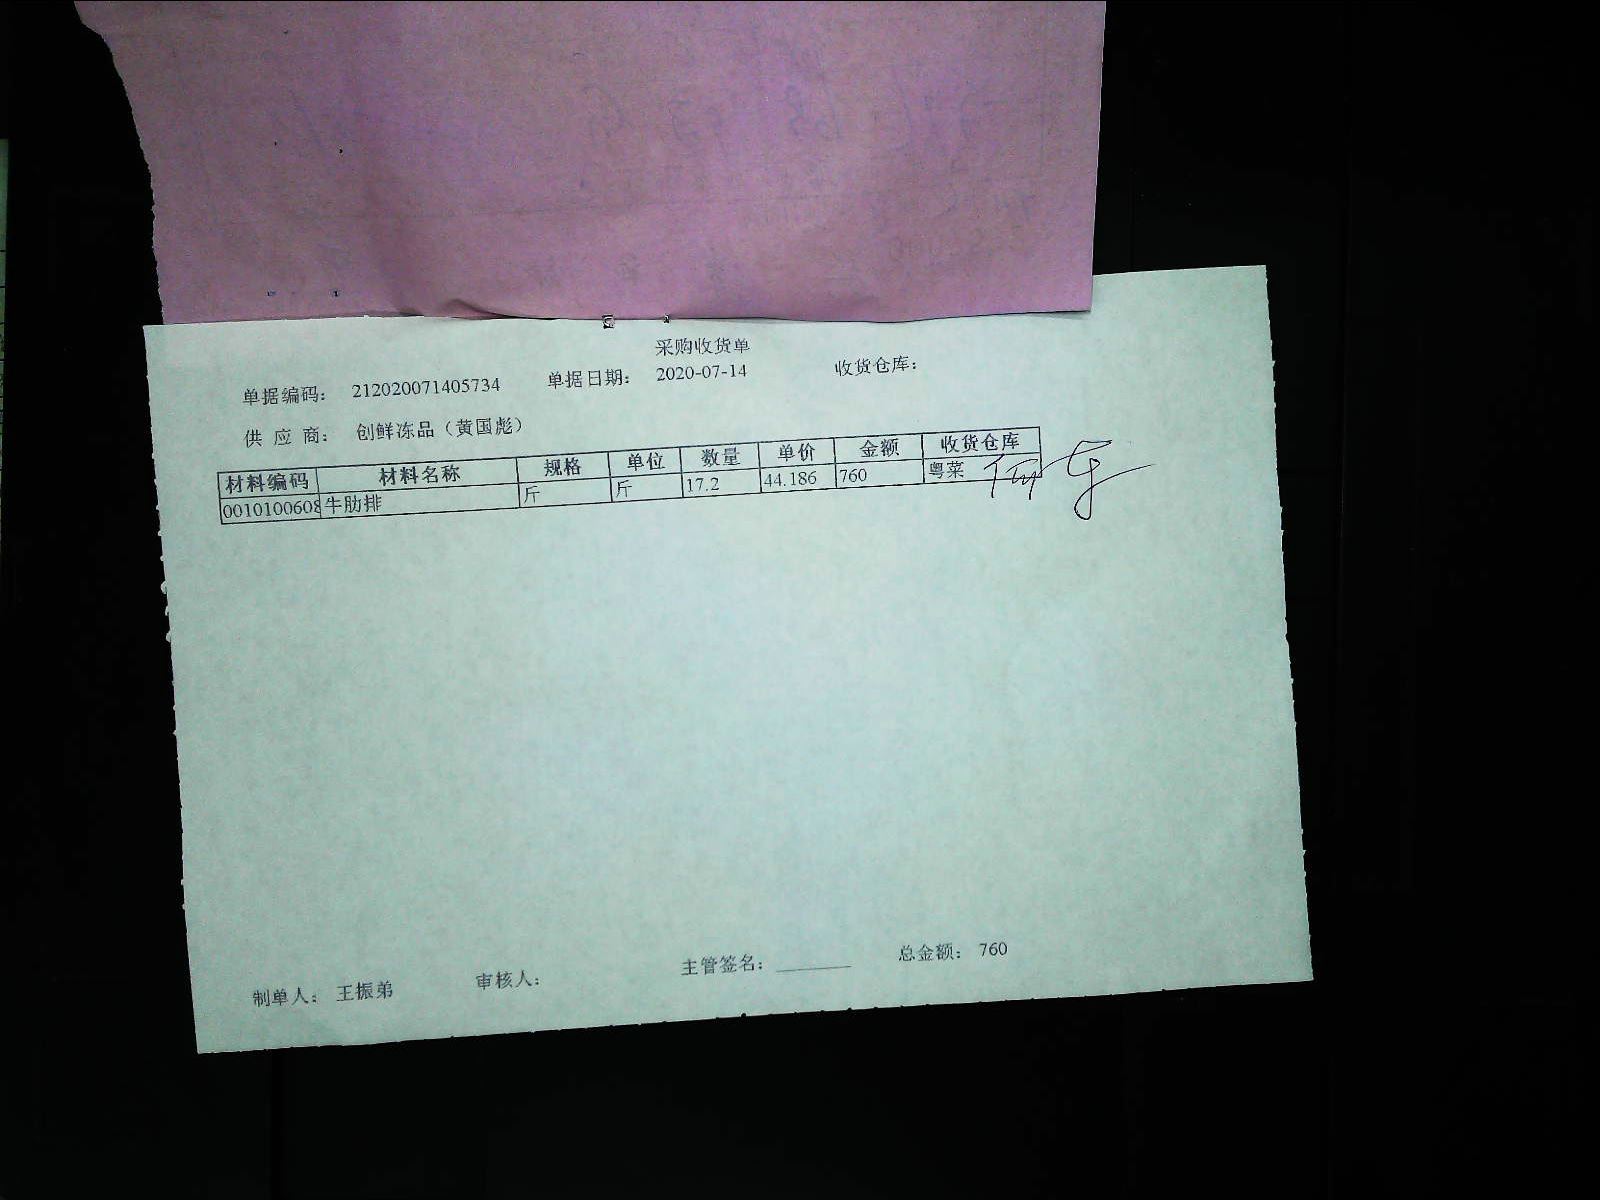 采购收货单
单据编码： 212020071405734 单据日期： 2020-07-14 收货仓库：
供 应 商： 创鲜冻品（黄国彪）
材料编码 材料名称 规格 单位 数量 单价 金额 收货仓库
0010100608 牛肋排 斤 斤 17.2 44.186 760 粤菜
制单人： 王振弟 审核人： 主管签名： 总金额： 760